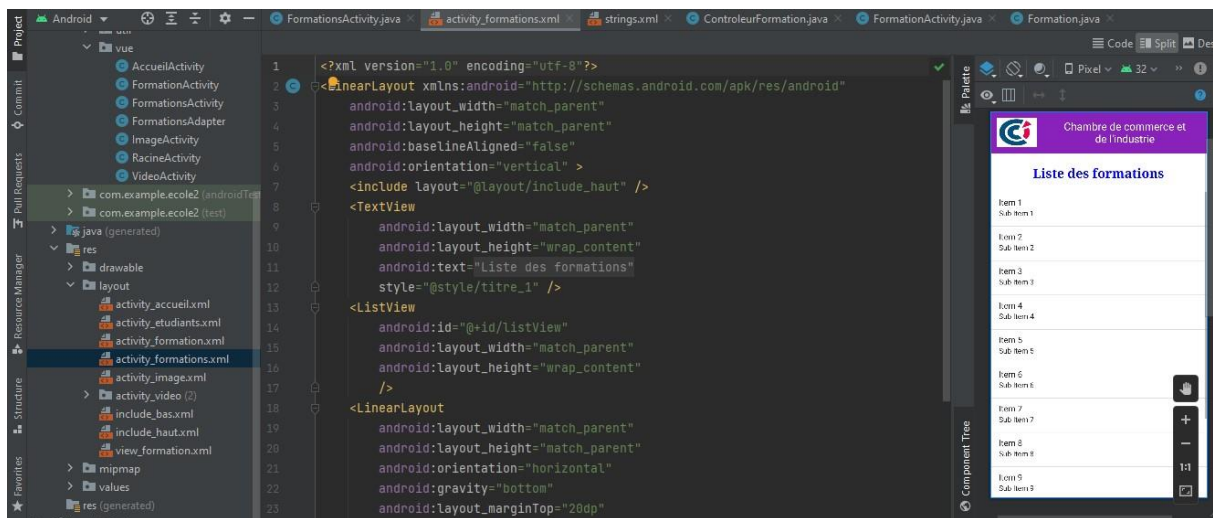 Android
FormationsActivity.java
activity_formations.xml
strings.xml
ControleurFormation.java
FormationActivity.java
Formation.java
Code
Split
Des
Project
Commit
Pull Requests
Resource Manager
Structure
Favorites
util
vue
AccueilActivity
FormationActivity
FormationsActivity
FormationsAdapter
ImageActivity
RacineActivity
VideoActivity
com.example.ecole2 (androidTest
com.example.ecole2 (test)
java (generated)
res
drawable
layout
activity_accueil.xml
activity_etudiants.xml
activity_formation.xml
activity_formations.xml
activity_image.xml
activity_video (2)
include_bas.xml
include_haut.xml
view_formation.xml
mipmap
values
res (generated)
1 <?xml version="1.0" encoding="utf-8"?>
2 <LinearLayout xmlns:android="http://schemas.android.com/apk/res/android"
3 android:layout_width="match_parent"
4 android:layout_height="match_parent"
5 android:baselineAligned="false"
6 android:orientation="vertical" >
7 <include layout="@layout/include_haut" />
8 <TextView
9 android:layout_width="match_parent"
10 android:layout_height="wrap_content"
11 android:text="Liste des formations"
12 style="@style/titre_1" />
13 <ListView
14 android:id="@+id/listView"
15 android:layout_width="match_parent"
16 android:layout_height="wrap_content"
17 />
18 <LinearLayout
19 android:layout_width="match_parent"
20 android:layout_height="match_parent"
21 android:orientation="horizontal"
22 android:gravity="bottom"
23 android:layout_marginTop="20dp"
Palette
Component Tree
Pixel
32
Chambre de commerce et
de l'industrie
Liste des formations
Item 1
Sub Item 1
Item 2
Sub Item 2
Item 3
Sub Item 3
Item 4
Sub Item 4
Item 5
Sub Item 5
Item 6
Sub Item 6
Item 7
Sub Item 7
Item 8
Sub Item 8
Item 9
Sub Item 9
1:1